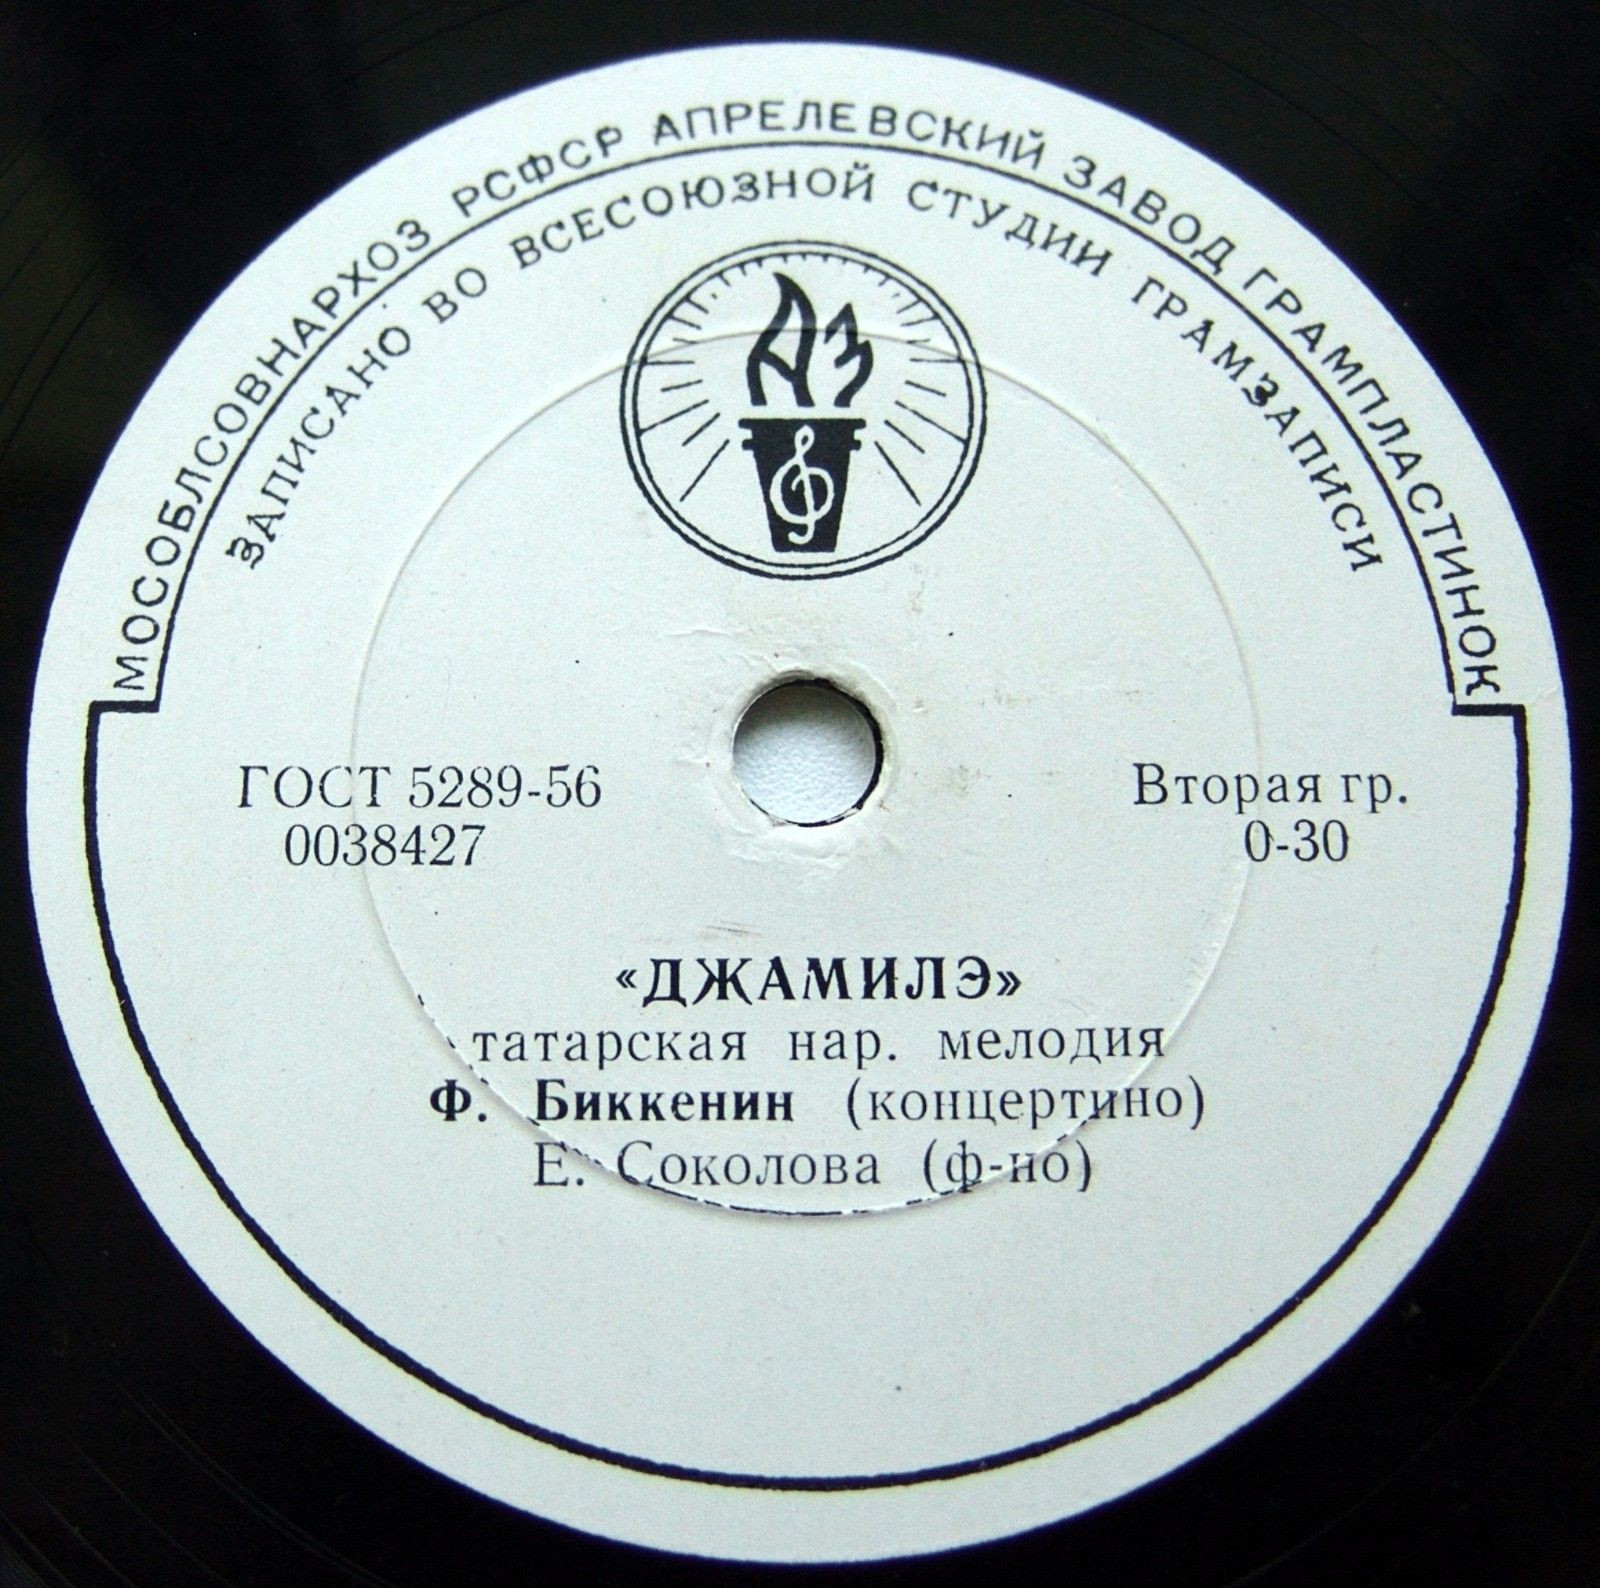 МОСОБЛСОВНАРХОЗ РСФСР АПРЕЛЕВСКИЙ ЗАВОД ГРАМПЛАСТИНОК
ЗАПИСАНО ВО ВСЕСОЮЗНОЙ СТУДИИ ГРАМЗАПИСИ
АЗ
ГОСТ 5289-56
0038427
Вторая гр.
0-30
«ДЖАМИЛЭ»
татарская нар. мелодия
Ф. Биккенин (концертино)
Е. Соколова (ф-но)